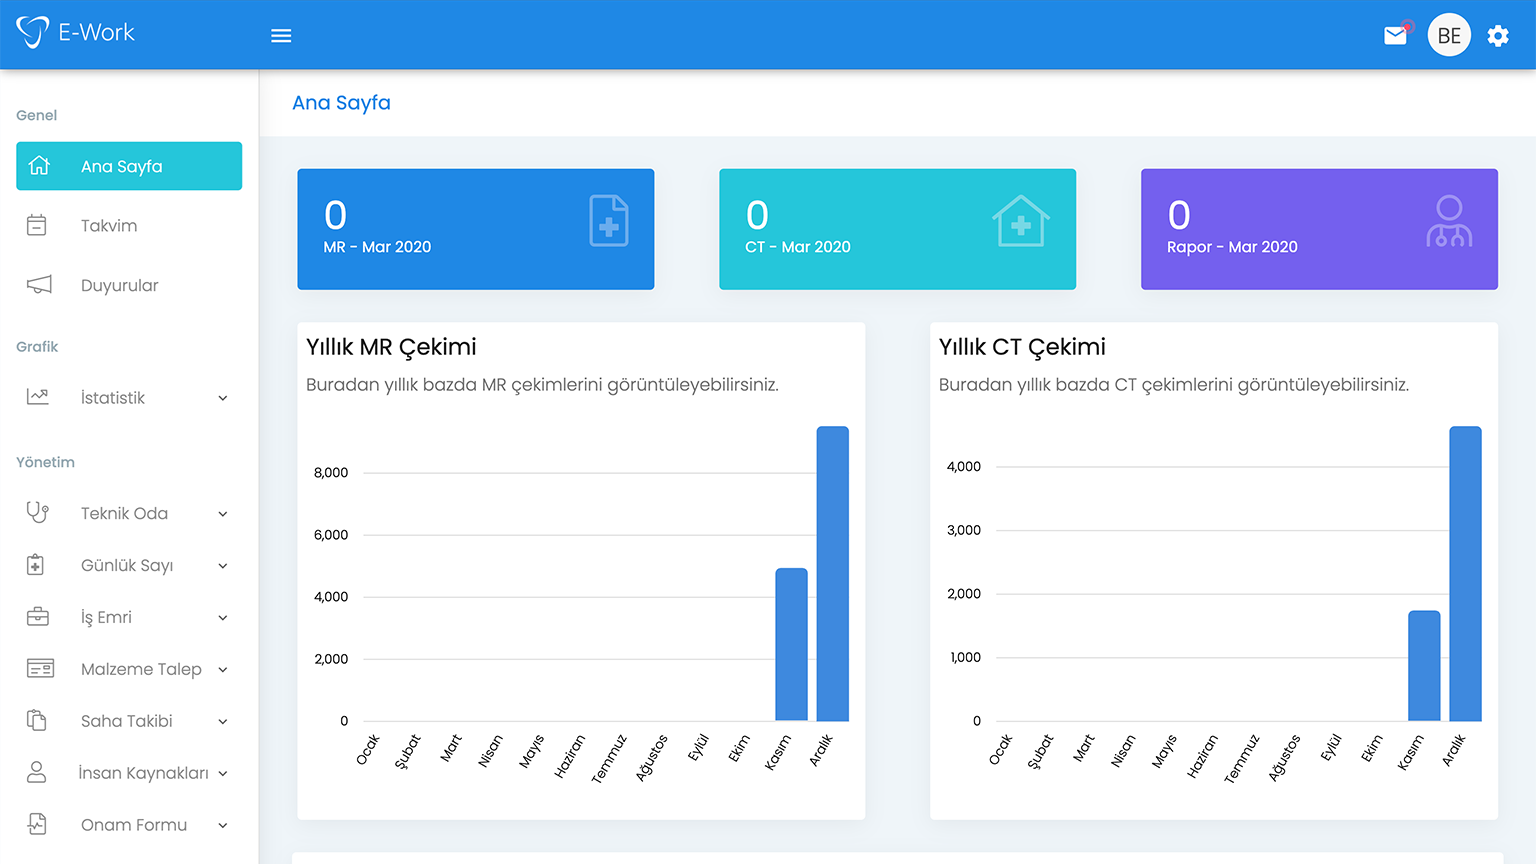 E-Work
BE
Genel
Ana Sayfa
Takvim
Duyurular
Grafik
İstatistik
Yönetim
Teknik Oda
Günlük Sayı
İş Emri
Malzeme Talep
Saha Takibi
İnsan Kaynakları
Onam Formu
Ana Sayfa
0
MR - Mar 2020
0
CT - Mar 2020
0
Rapor - Mar 2020
Yıllık MR Çekimi
Buradan yıllık bazda MR çekimlerini görüntüleyebilirsiniz.
8,000
6,000
4,000
2,000
0
Ocak
Şubat
Mart
Nisan
Mayıs
Haziran
Temmuz
Ağustos
Eylül
Ekim
Kasım
Aralık
Yıllık CT Çekimi
Buradan yıllık bazda CT çekimlerini görüntüleyebilirsiniz.
4,000
3,000
2,000
1,000
0
Ocak
Şubat
Mart
Nisan
Mayıs
Haziran
Temmuz
Ağustos
Eylül
Ekim
Kasım
Aralık